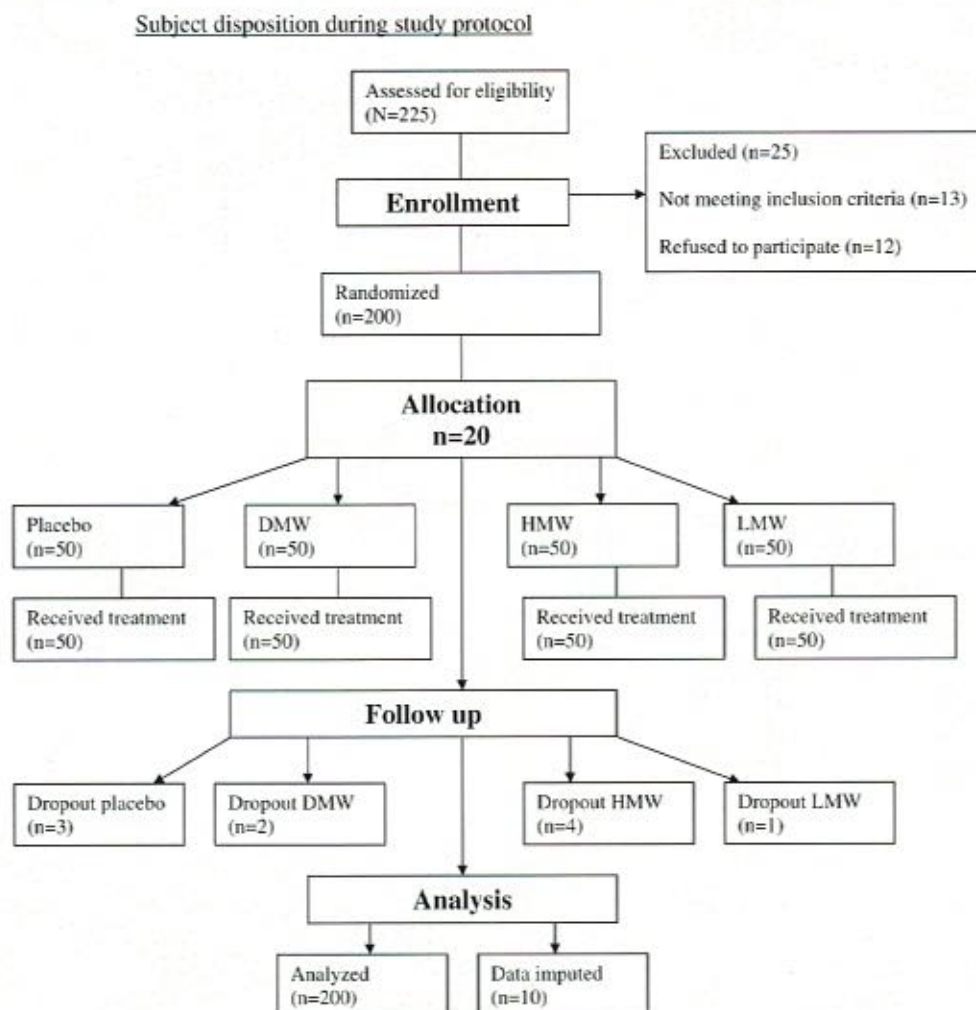 Subject disposition during study protocol
Assessed for eligibility
(N=225)
Excluded (n=25)
Not meeting inclusion criteria (n=13)
Refused to participate (n=12)
Enrollment
Randomized
(n=200)
Allocation
n=20
Placebo
(n=50)
DMW
(n=50)
HMW
(n=50)
LMW
(n=50)
Received treatment
(n=50)
Received treatment
(n=50)
Received treatment
(n=50)
Received treatment
(n=50)
Follow up
Dropout placebo
(n=3)
Dropout DMW
(n=2)
Dropout HMW
(n=4)
Dropout LMW
(n=1)
Analysis
Analyzed
(n=200)
Data imputed
(n=10)